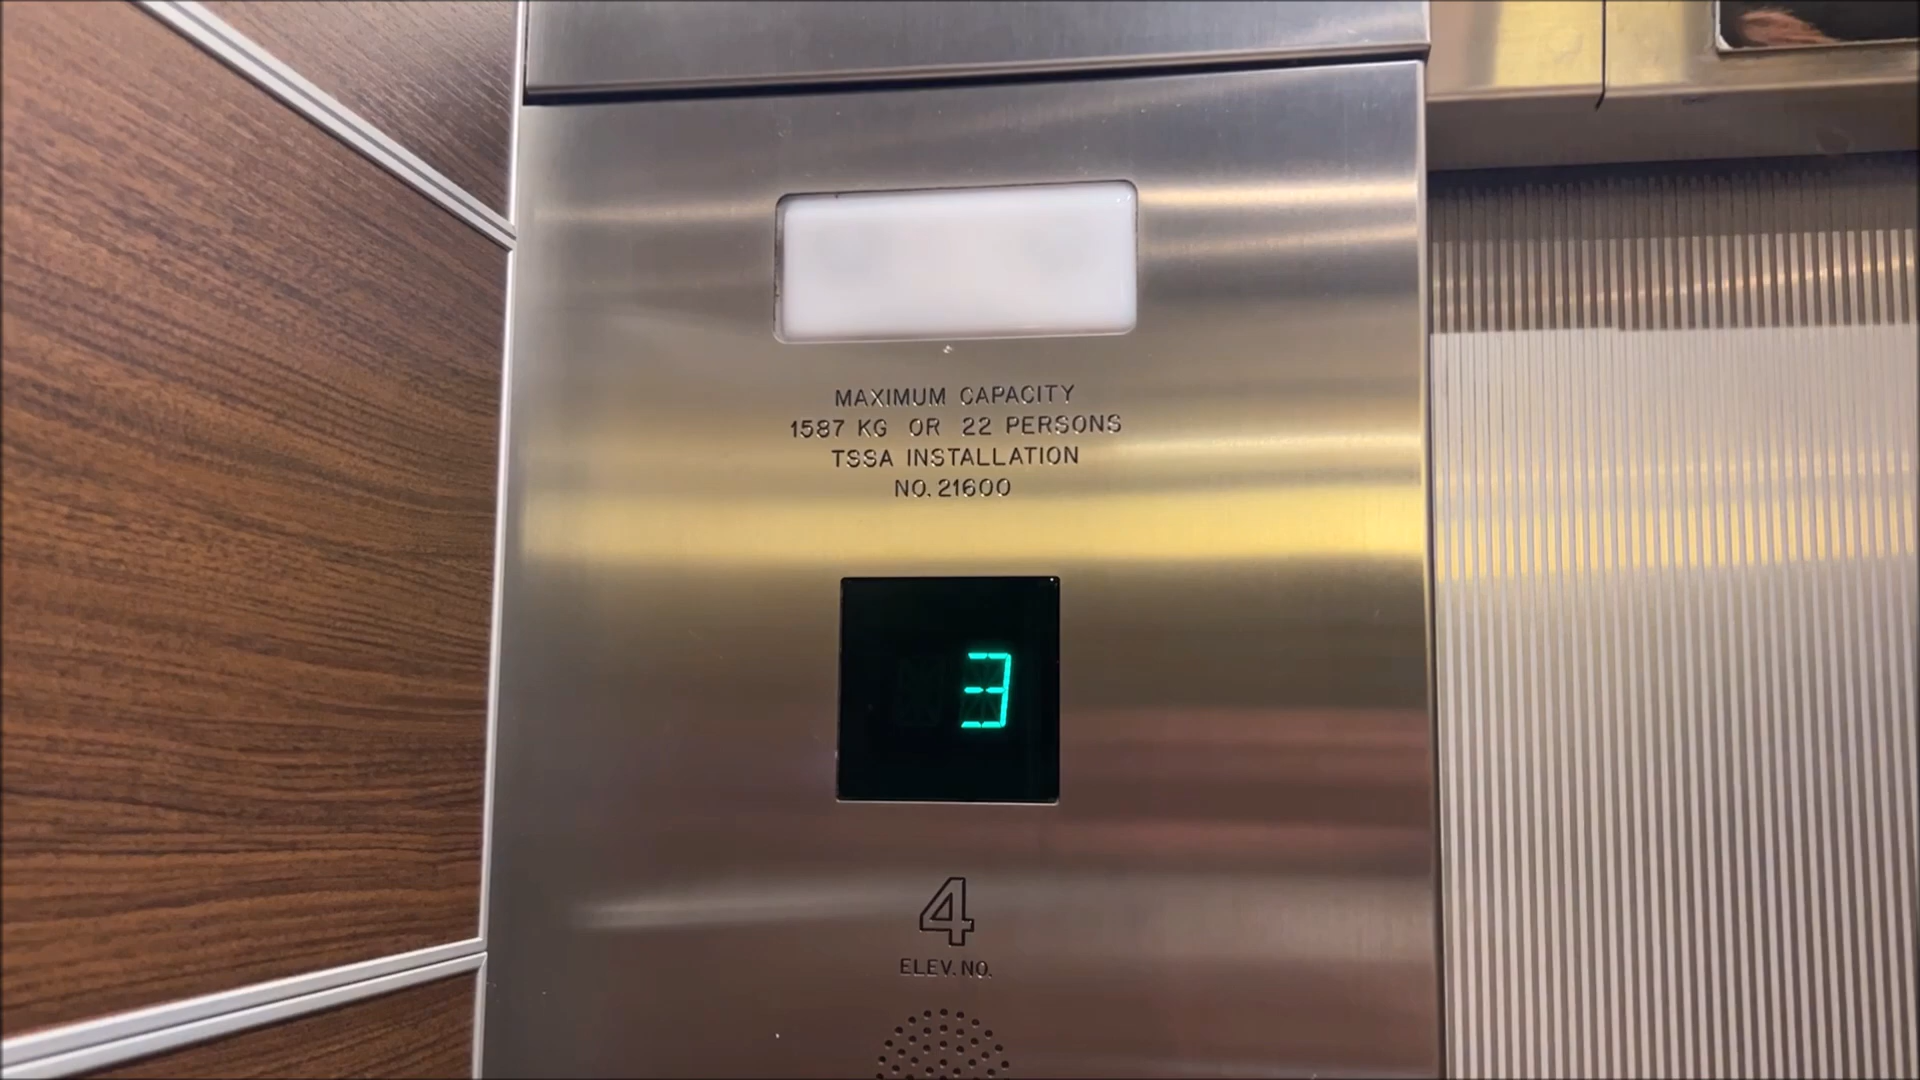 MAXIMUM CAPACITY
1587 KG OR 22 PERSONS
TSSA INSTALLATION
NO. 21600
3
4
ELEV. NO.